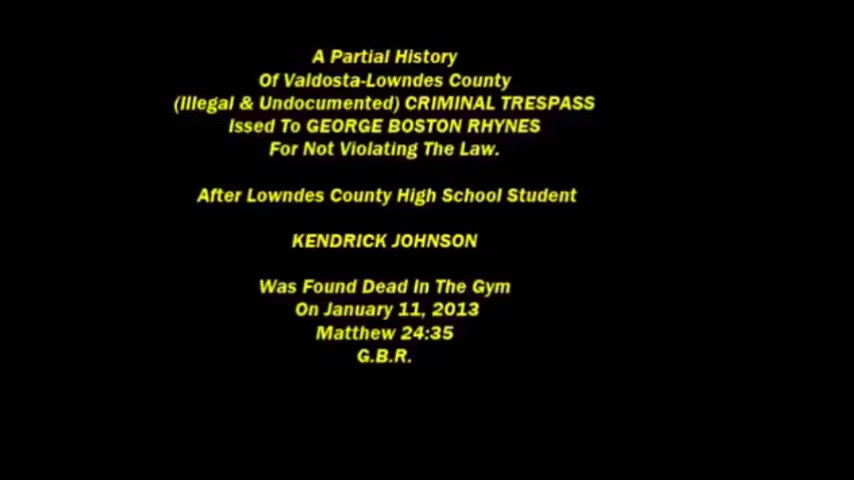 A Partial History
Of Valdosta-Lowndes County
(Illegal & Undocumented) CRIMINAL TRESPASS
Issed To GEORGE BOSTON RHYNES
For Not Violating The Law.
After Lowndes County High School Student
KENDRICK JOHNSON
Was Found Dead In The Gym
On January 11, 2013
Matthew 24:35
G.B.R.